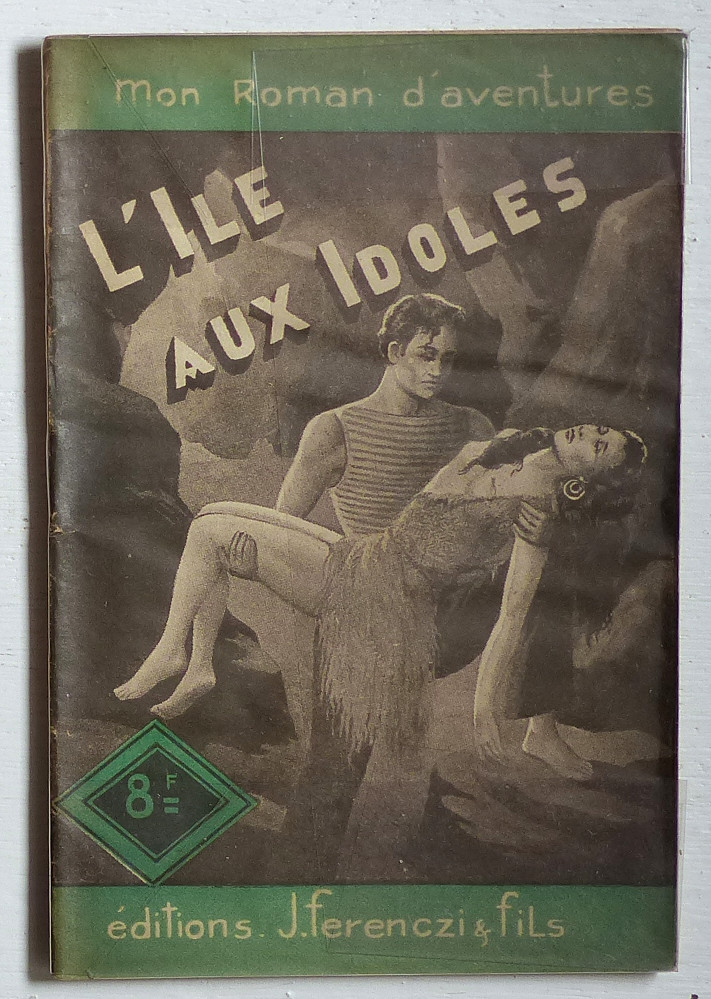 Mon Roman d'aventures
L'ILE
AUX IDOLES
8F
=
éditions. J. Ferenczi & Fils